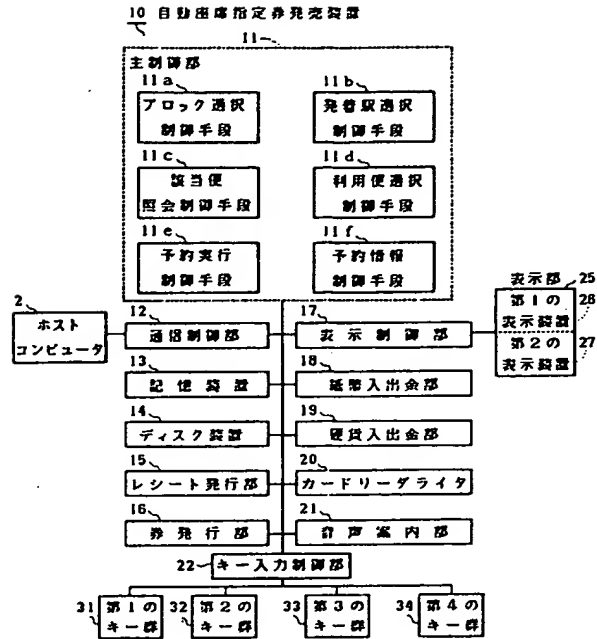 10 自動座席指定券発売装置
11
主制御部
11a
ブロック選択
制御手段
11b
発着駅選択
制御手段
11c
該当便
照会制御手段
11d
利用便選択
制御手段
11e
予約実行
制御手段
11f
予約情報
制御手段
2
ホスト
コンピュータ
12
通信制御部
17
表示制御部
表示部 25
第1の
表示装置
26
第2の
表示装置
27
13
記憶装置
18
紙幣入出金部
14
ディスク装置
19
硬貨入出金部
15
レシート発行部
20
カードリーダライタ
16
券発行部
21
音声案内部
22
キー入力制御部
31
第1の
キー群
32
第2の
キー群
33
第3の
キー群
34
第4の
キー群